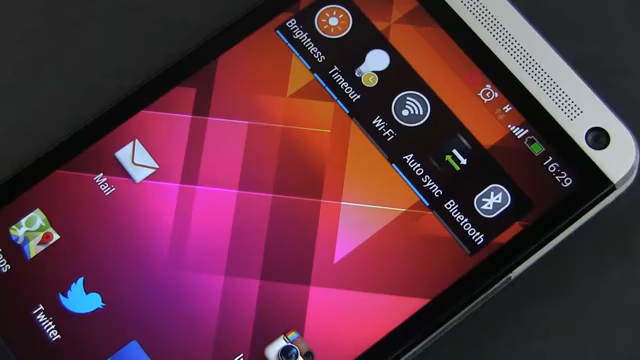 H
16:29
Brightness
Timeout
Wi-Fi
Auto sync
Bluetooth
Mail
Twitter